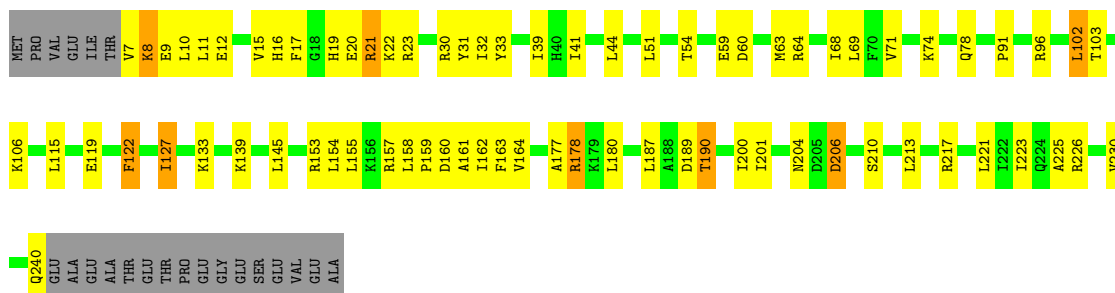 MET PRO VAL GLU ILE THR V7 K8 E9 L10 L11 E12 V15 H16 F17 G18 H19 E20 R21 K22 R23 R30 Y31 I32 Y33 I39 H40 I41 L44 L51 T54 E59 D60 M63 R64 I68 L69 F70 V71 K74 Q78 P91 R96 L102 T103
K106 L115 E119 F122 I127 K133 K139 L145 R153 L154 L155 K156 R157 L158 P159 D160 A161 I162 F163 V164 A177 R178 K179 L180 L187 A188 D189 T190 I200 I201 N204 D205 D206 S210 L213 R217 L221 I222 I223 Q224 A225 R226
Q240 GLU ALA GLU ALA THR GLU THR PRO GLU GLY GLU SER GLU VAL GLU ALA